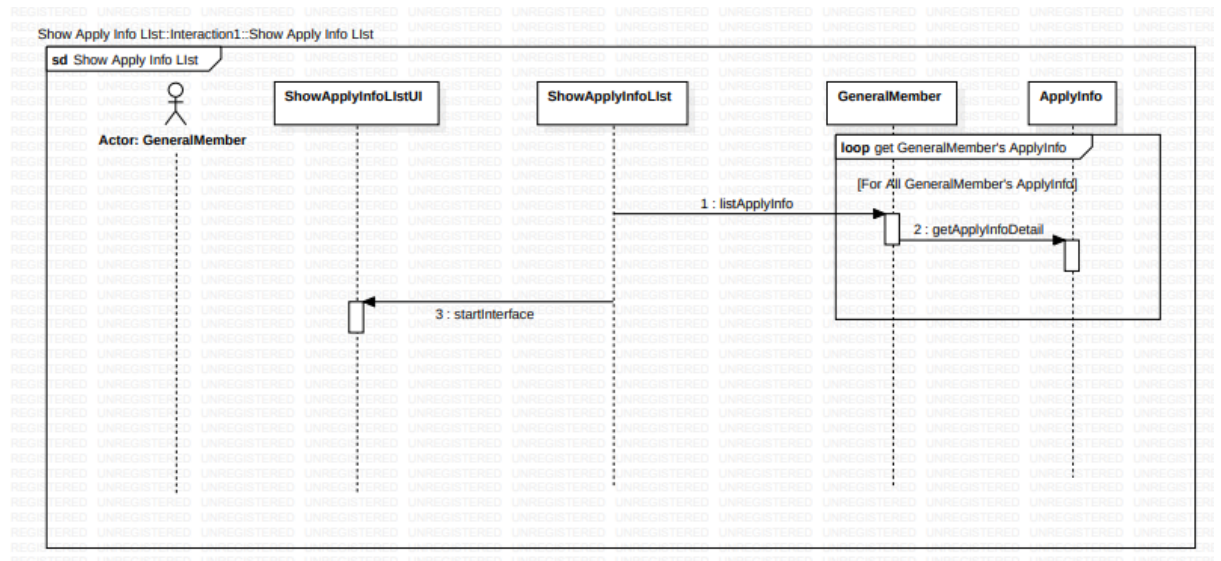 Show Apply Info LIst::Interaction1::Show Apply Info LIst
sd Show Apply Info LIst
ShowApplyInfoLIstUI
ShowApplyInfoLIst
GeneralMember
ApplyInfo
Actor: GeneralMember
loop get GeneralMember's ApplyInfo
[For All GeneralMember's ApplyInfo]
1 : listApplyInfo
2 : getApplyInfoDetail
3 : startInterface
UNREGISTERED